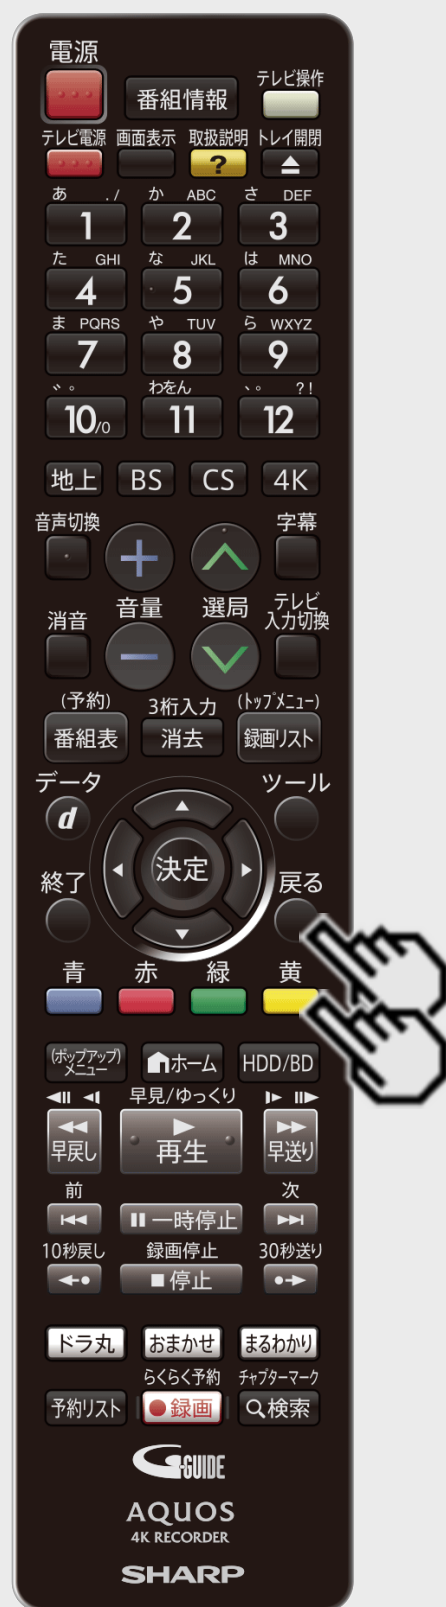 電源
番組情報
テレビ操作
テレビ電源 画面表示 取扱説明 トレイ開閉
?
あ ./ か ABC さ DEF
1 2 3
た GHI な JKL は MNO
4 5 6
ま PQRS や TUV ら WXYZ
7 8 9
゛゜ わをん 、。 ?!
10/0 11 12
地上 BS CS 4K
音声切換 字幕
消音 音量 選局 テレビ
入力切換
(予約) 3桁入力 (トップメニュー)
番組表 消去 録画リスト
データ ツール
d
決定
終了 戻る
青 赤 緑 黄
(ポップアップ)
メニュー ホーム HDD/BD
早見/ゆっくり
早戻し 再生 早送り
前 次
一時停止
10秒戻し 録画停止 30秒送り
停止
ドラ丸 おまかせ まるわかり
らくらく予約 チャプターマーク
予約リスト 録画 検索
G-GUIDE
AQUOS
4K RECORDER
SHARP